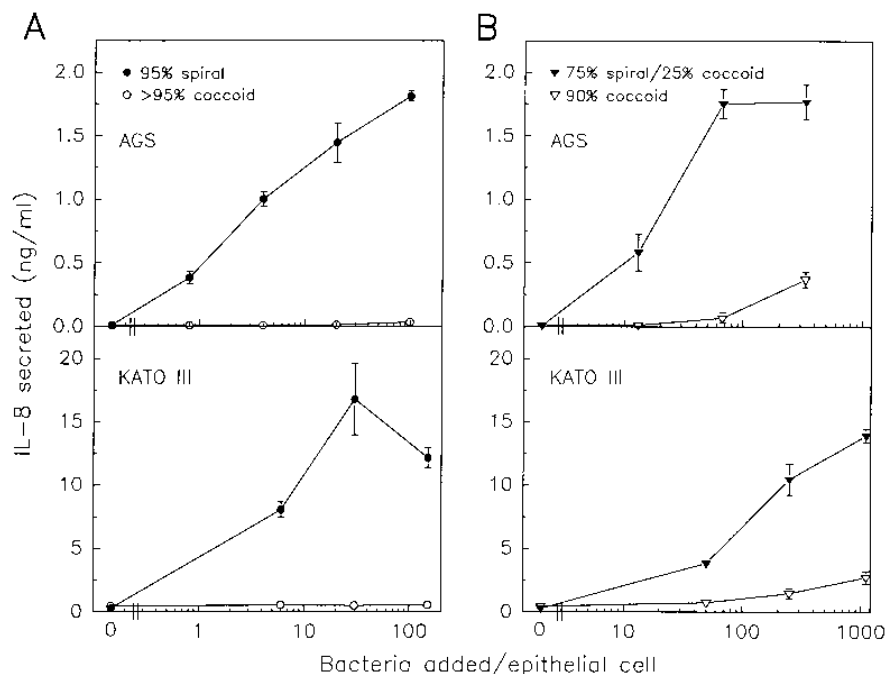 A
B
● 95% spiral
○ >95% coccoid
AGS
▼ 75% spiral/25% coccoid
▽ 90% coccoid
AGS
2.0
1.5
1.0
0.5
0.0
2.0
1.5
1.0
0.5
0.0
KATO III
KATO III
20
15
10
5
0
20
15
10
5
0
0 1 10 100
0 10 100 1000
IL-8 secreted (ng/ml)
Bacteria added/epithelial cell